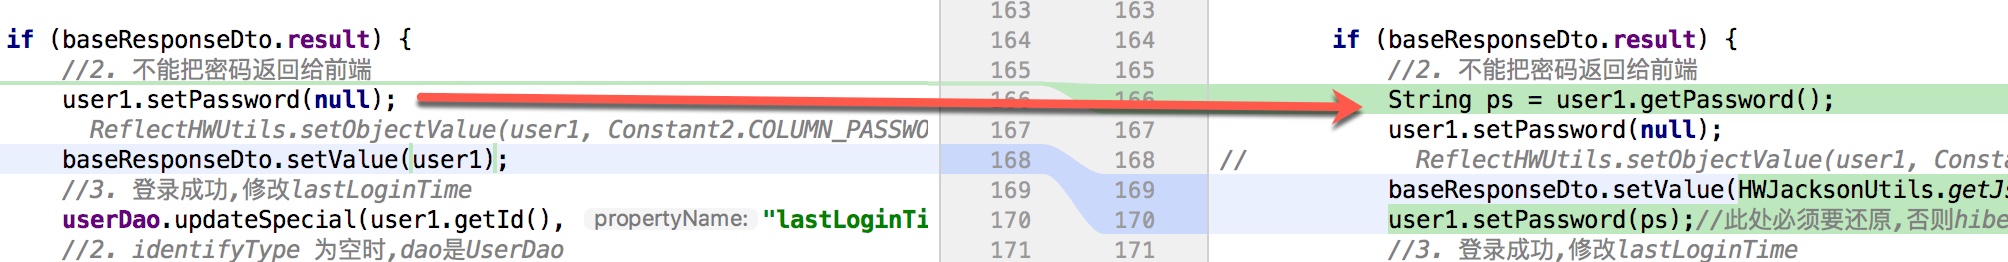 163 163
if (baseResponseDto.result) { 164 164 if (baseResponseDto.result) {
//2. 不能把密码返回给前端 165 165 //2. 不能把密码返回给前端
user1.setPassword(null); 166 166 String ps = user1.getPassword();
ReflectHWUtils.setObjectValue(user1, Constant2.COLUMN_PASSWO 167 167 user1.setPassword(null);
baseResponseDto.setValue(user1); 168 168 // ReflectHWUtils.setObjectValue(user1, Consta
//3. 登录成功,修改lastLoginTime 169 169 baseResponseDto.setValue(HWJacksonUtils.getJs
userDao.updateSpecial(user1.getId(), propertyName: "lastLoginTi 170 170 user1.setPassword(ps);//此处必须要还原,否则hibe
//2. identifyType 为空时,dao是UserDao 171 171 //3. 登录成功,修改lastLoginTime